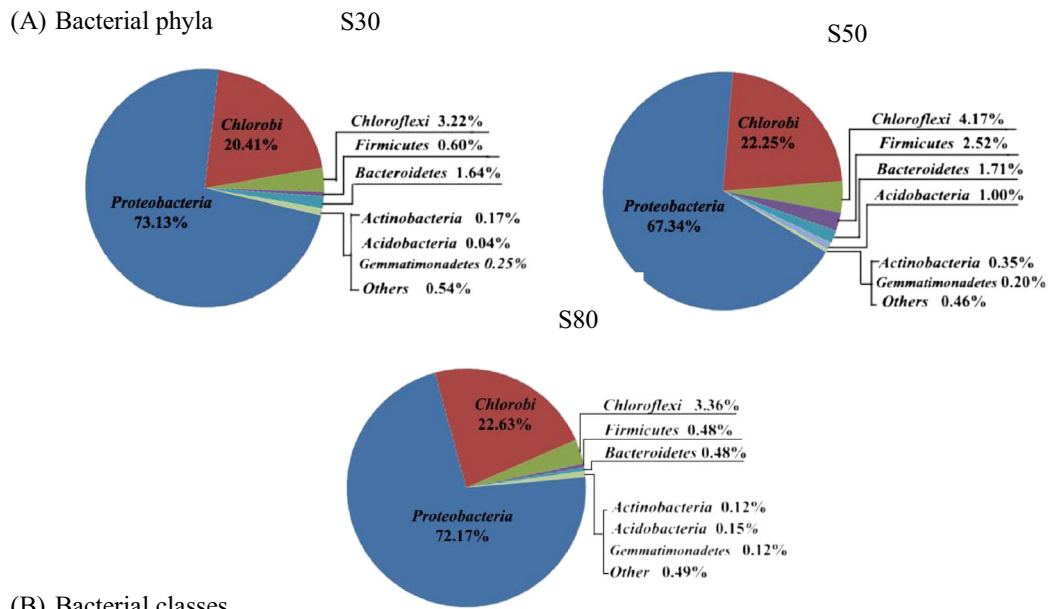 (A) Bacterial phyla
S30
S50
Chlorobi
20.41%
Proteobacteria
73.13%
Chloroflexi 3.22%
Firmicutes 0.60%
Bacteroidetes 1.64%
Actinobacteria 0.17%
Acidobacteria 0.04%
Gemmatimonadetes 0.25%
Others 0.54%
Chlorobi
22.25%
Proteobacteria
67.34%
Chloroflexi 4.17%
Firmicutes 2.52%
Bacteroidetes 1.71%
Acidobacteria 1.00%
Actinobacteria 0.35%
Gemmatimonadetes 0.20%
Others 0.46%
S80
Chlorobi
22.63%
Proteobacteria
72.17%
Chloroflexi 3.36%
Firmicutes 0.48%
Bacteroidetes 0.48%
Actinobacteria 0.12%
Acidobacteria 0.15%
Gemmatimonadetes 0.12%
Other 0.49%
(B) Bacterial classes